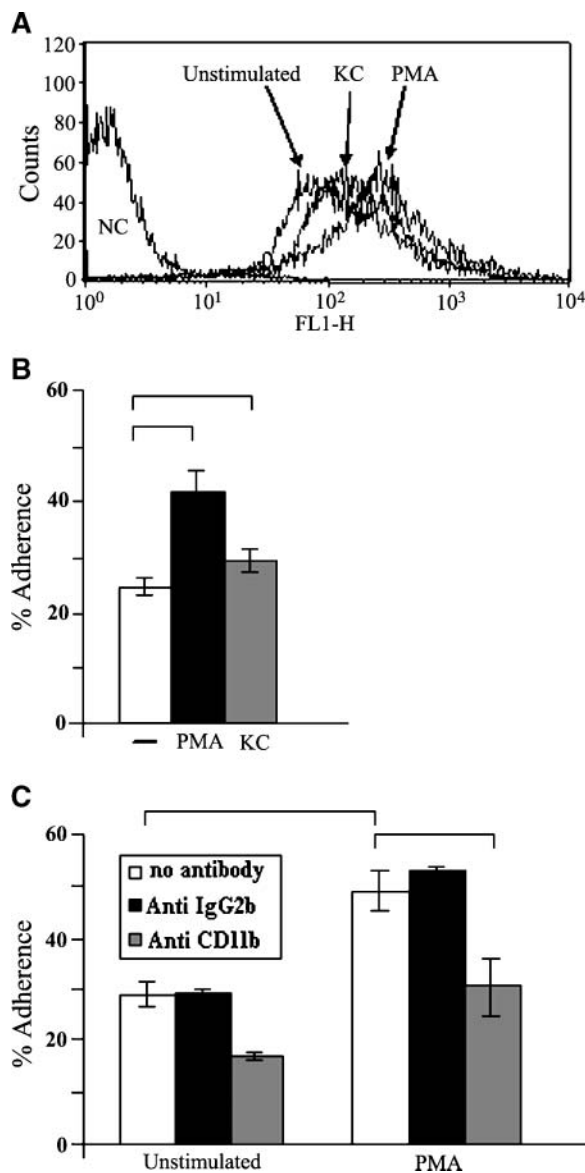 A
120
100
80
60
40
20
0
Counts
Unstimulated KC PMA
NC
10⁰ 10¹ 10² 10³ 10⁴
FL1-H
B
60
40
20
0
% Adherence
– PMA KC
C
60
40
20
0
% Adherence
no antibody
Anti IgG2b
Anti CD11b
Unstimulated PMA